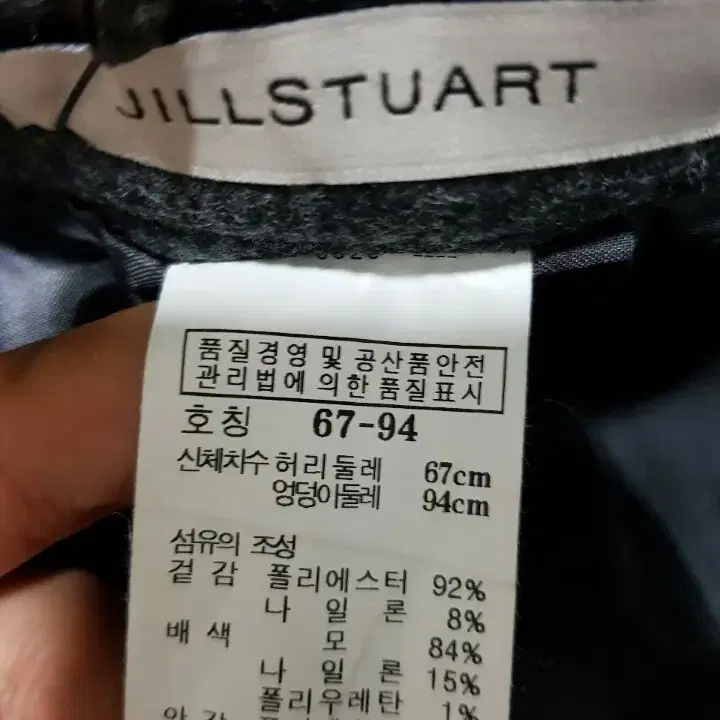 JILLSTUART
품질경영 및 공산품안전
관리법에 의한 품질표시
호칭 67-94
신체치수 허리둘레 67cm
엉덩이둘레 94cm
섬유의 조성
겉 감 폴리에스터 92%
나 일 론 8%
배 색 모 84%
나 일 론 15%
폴리우레탄 1%